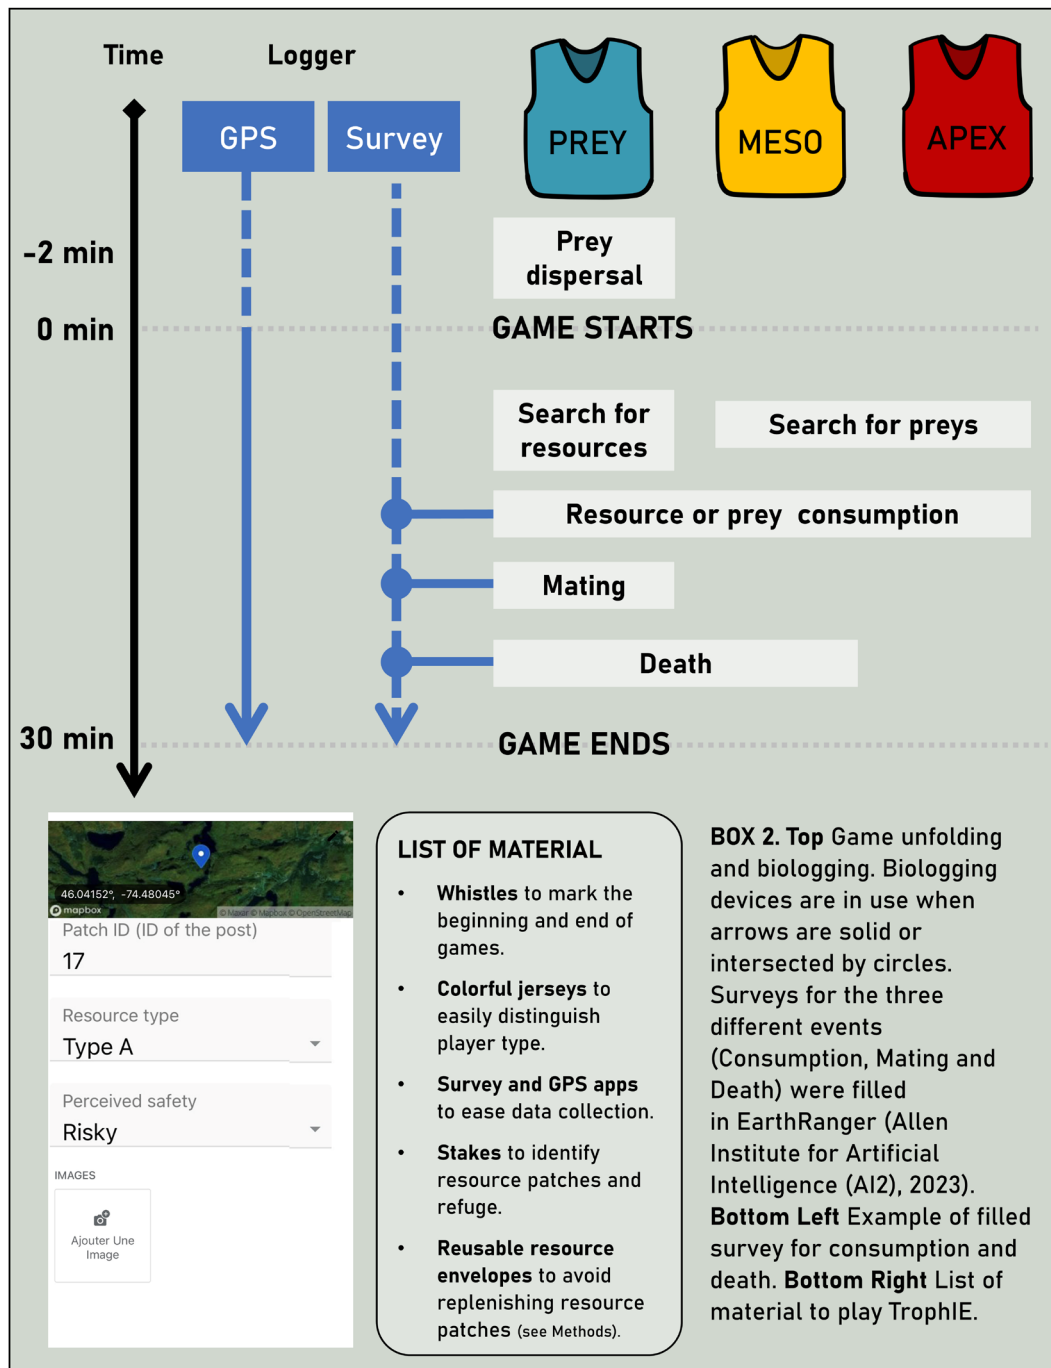 Time
Logger
GPS
Survey
PREY
MESO
APEX
-2 min
Prey
dispersal
0 min
GAME STARTS
Search for
resources
Search for preys
Resource or prey  consumption
Mating
Death
30 min
GAME ENDS
46.04152°, -74.48045°
mapbox
© Maxar © Mapbox © OpenStreetMap
Patch ID (ID of the post)
17
Resource type
Type A
Perceived safety
Risky
IMAGES
Ajouter Une
Image
LIST OF MATERIAL
• Whistles to mark the
beginning and end of
games.
• Colorful jerseys to
easily distinguish
player type.
• Survey and GPS apps
to ease data collection.
• Stakes to identify
resource patches and
refuge.
• Reusable resource
envelopes to avoid
replenishing resource
patches (see Methods).
BOX 2. Top Game unfolding
and biologging. Biologging
devices are in use when
arrows are solid or
intersected by circles.
Surveys for the three
different events
(Consumption, Mating and
Death) were filled
in EarthRanger (Allen
Institute for Artificial
Intelligence (AI2), 2023).
Bottom Left Example of filled
survey for consumption and
death. Bottom Right List of
material to play TrophIE.